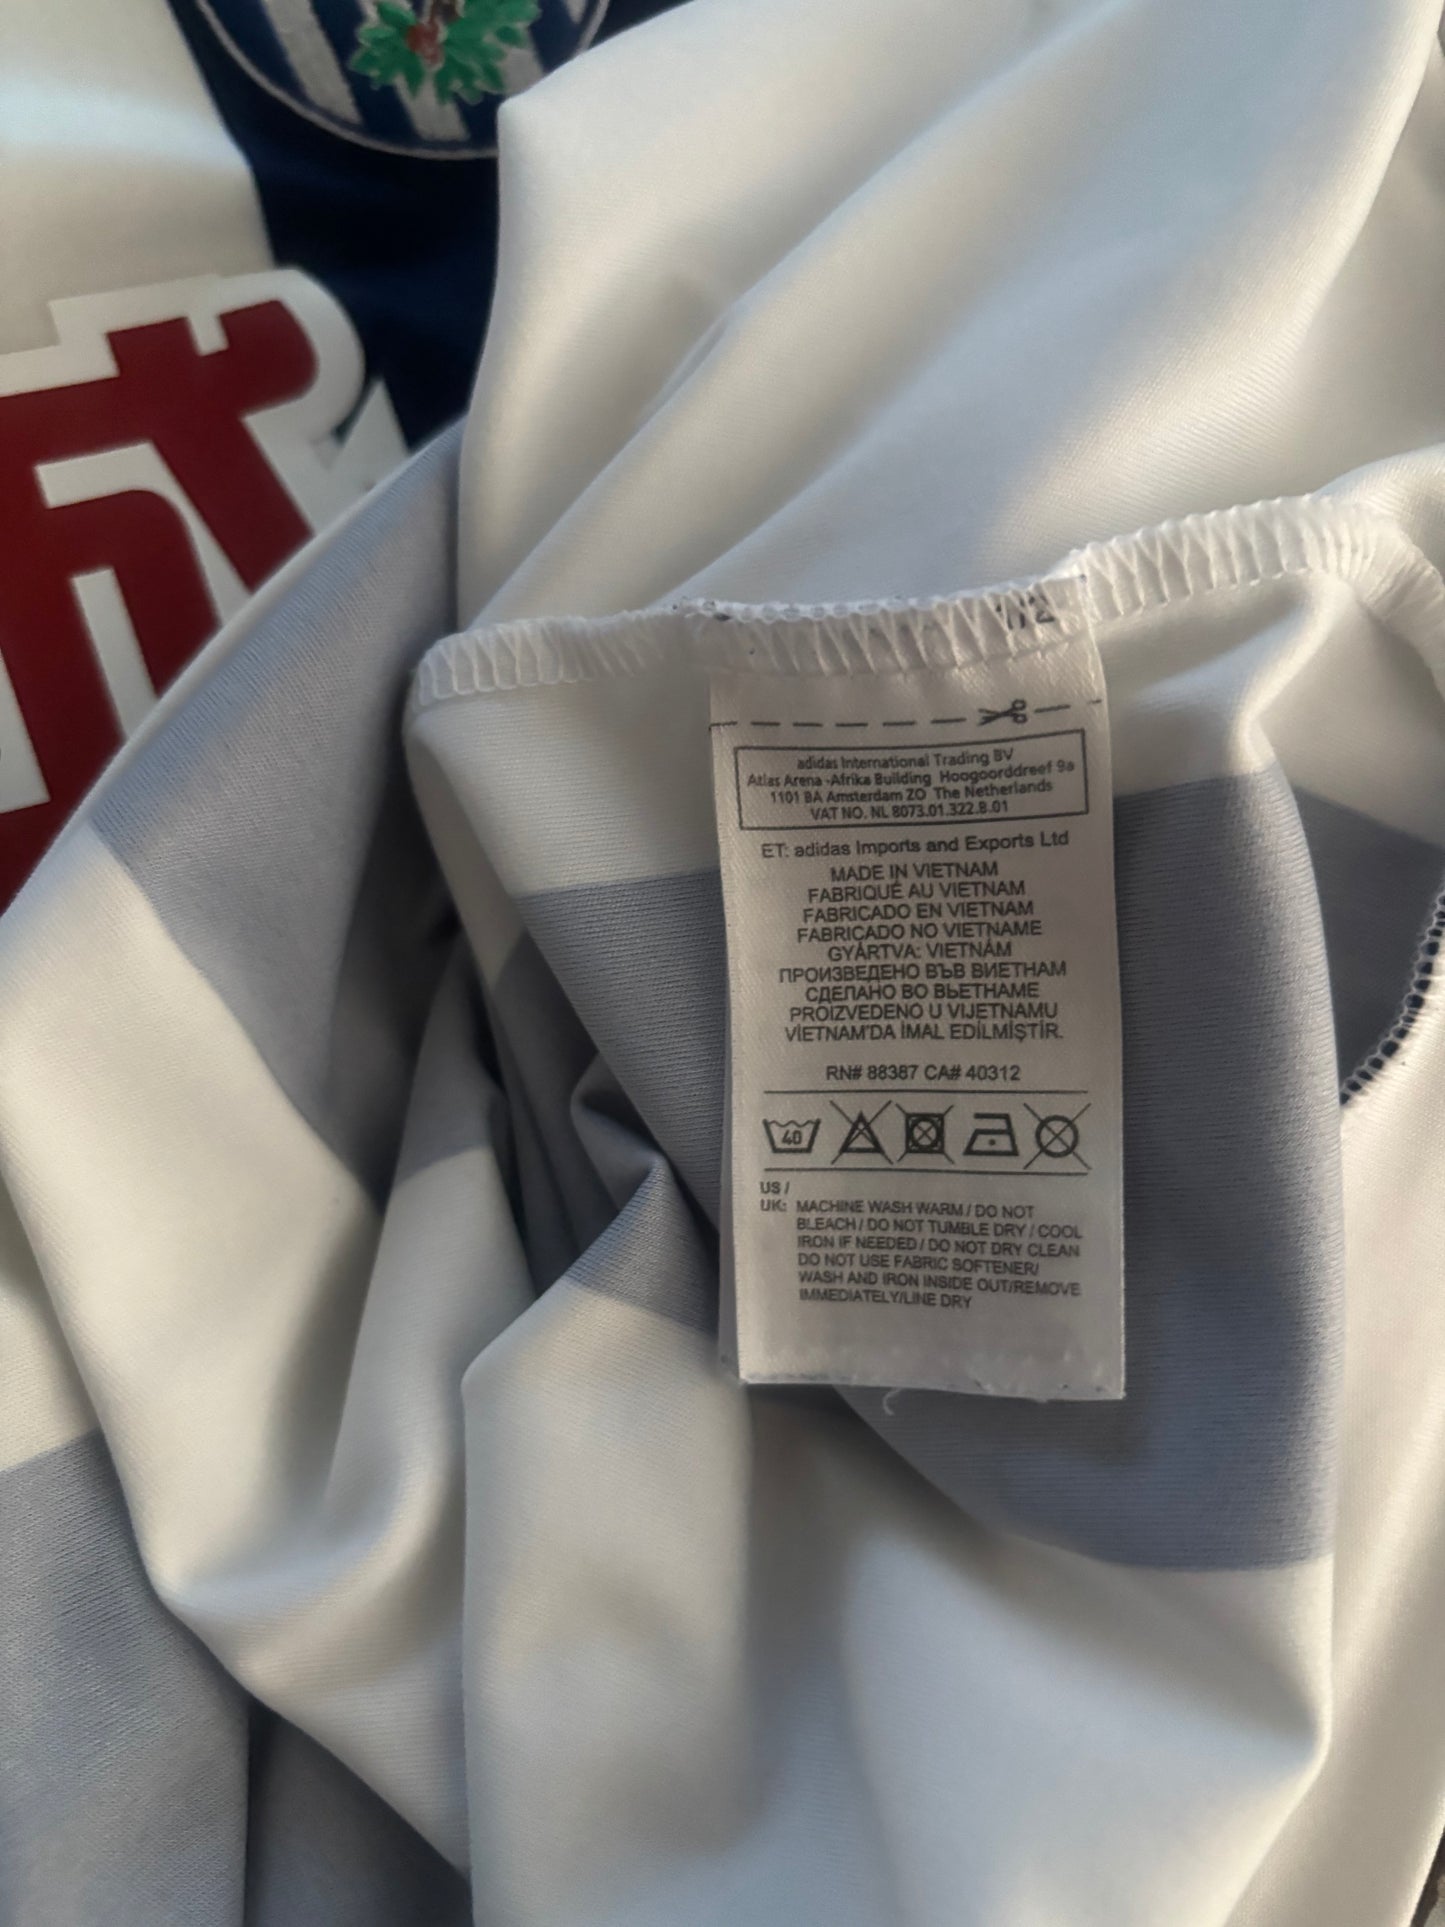 1/2
adidas International Trading BV
Atlas Arena -Afrika Building Hoogoorddreef 9a
1101 BA Amsterdam ZO The Netherlands
VAT NO. NL 8073.01.322.B.01
ET: adidas Imports and Exports Ltd
MADE IN VIETNAM
FABRIQUÉ AU VIETNAM
FABRICADO EN VIETNAM
FABRICADO NO VIETNAME
GYÁRTVA: VIETNÁM
ПРОИЗВЕДЕНО ВЪВ ВИЕТНАМ
СДЕЛАНО ВО ВЬЕТНАМЕ
PROIZVEDENO U VIJETNAMU
VİETNAM'DA İMAL EDİLMİŞTİR.
RN# 88387 CA# 40312
40
US /
UK: MACHINE WASH WARM / DO NOT
BLEACH / DO NOT TUMBLE DRY / COOL
IRON IF NEEDED / DO NOT DRY CLEAN
DO NOT USE FABRIC SOFTENER/
WASH AND IRON INSIDE OUT/REMOVE
IMMEDIATELY/LINE DRY